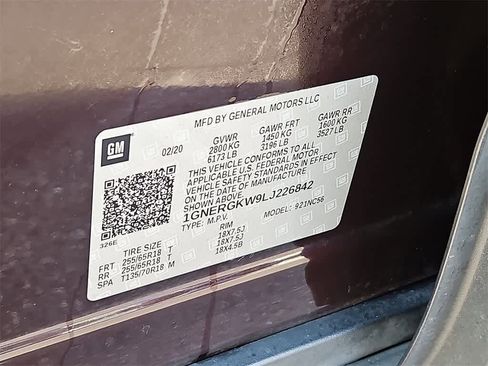 MFD BY GENERAL MOTORS LLC
GM
02/20
GVWR GAWR FRT GAWR RR
2800 KG 1450 KG 1600 KG
6173 LB 3196 LB 3527 LB
THIS VEHICLE CONFORMS TO ALL
APPLICABLE U.S. FEDERAL MOTOR
VEHICLE SAFETY STANDARDS IN EFFECT
ON THE DATE OF MANUFACTURE
1GNERGKW9LJ226842
TYPE: M.P.V. MODEL: 921NC56
326E
TIRE SIZE RIM
FRT 255/65R18 T 18X7.5J
RR 255/65R18 T 18X7.5J
SPA T135/70R18 M 18X4.5B